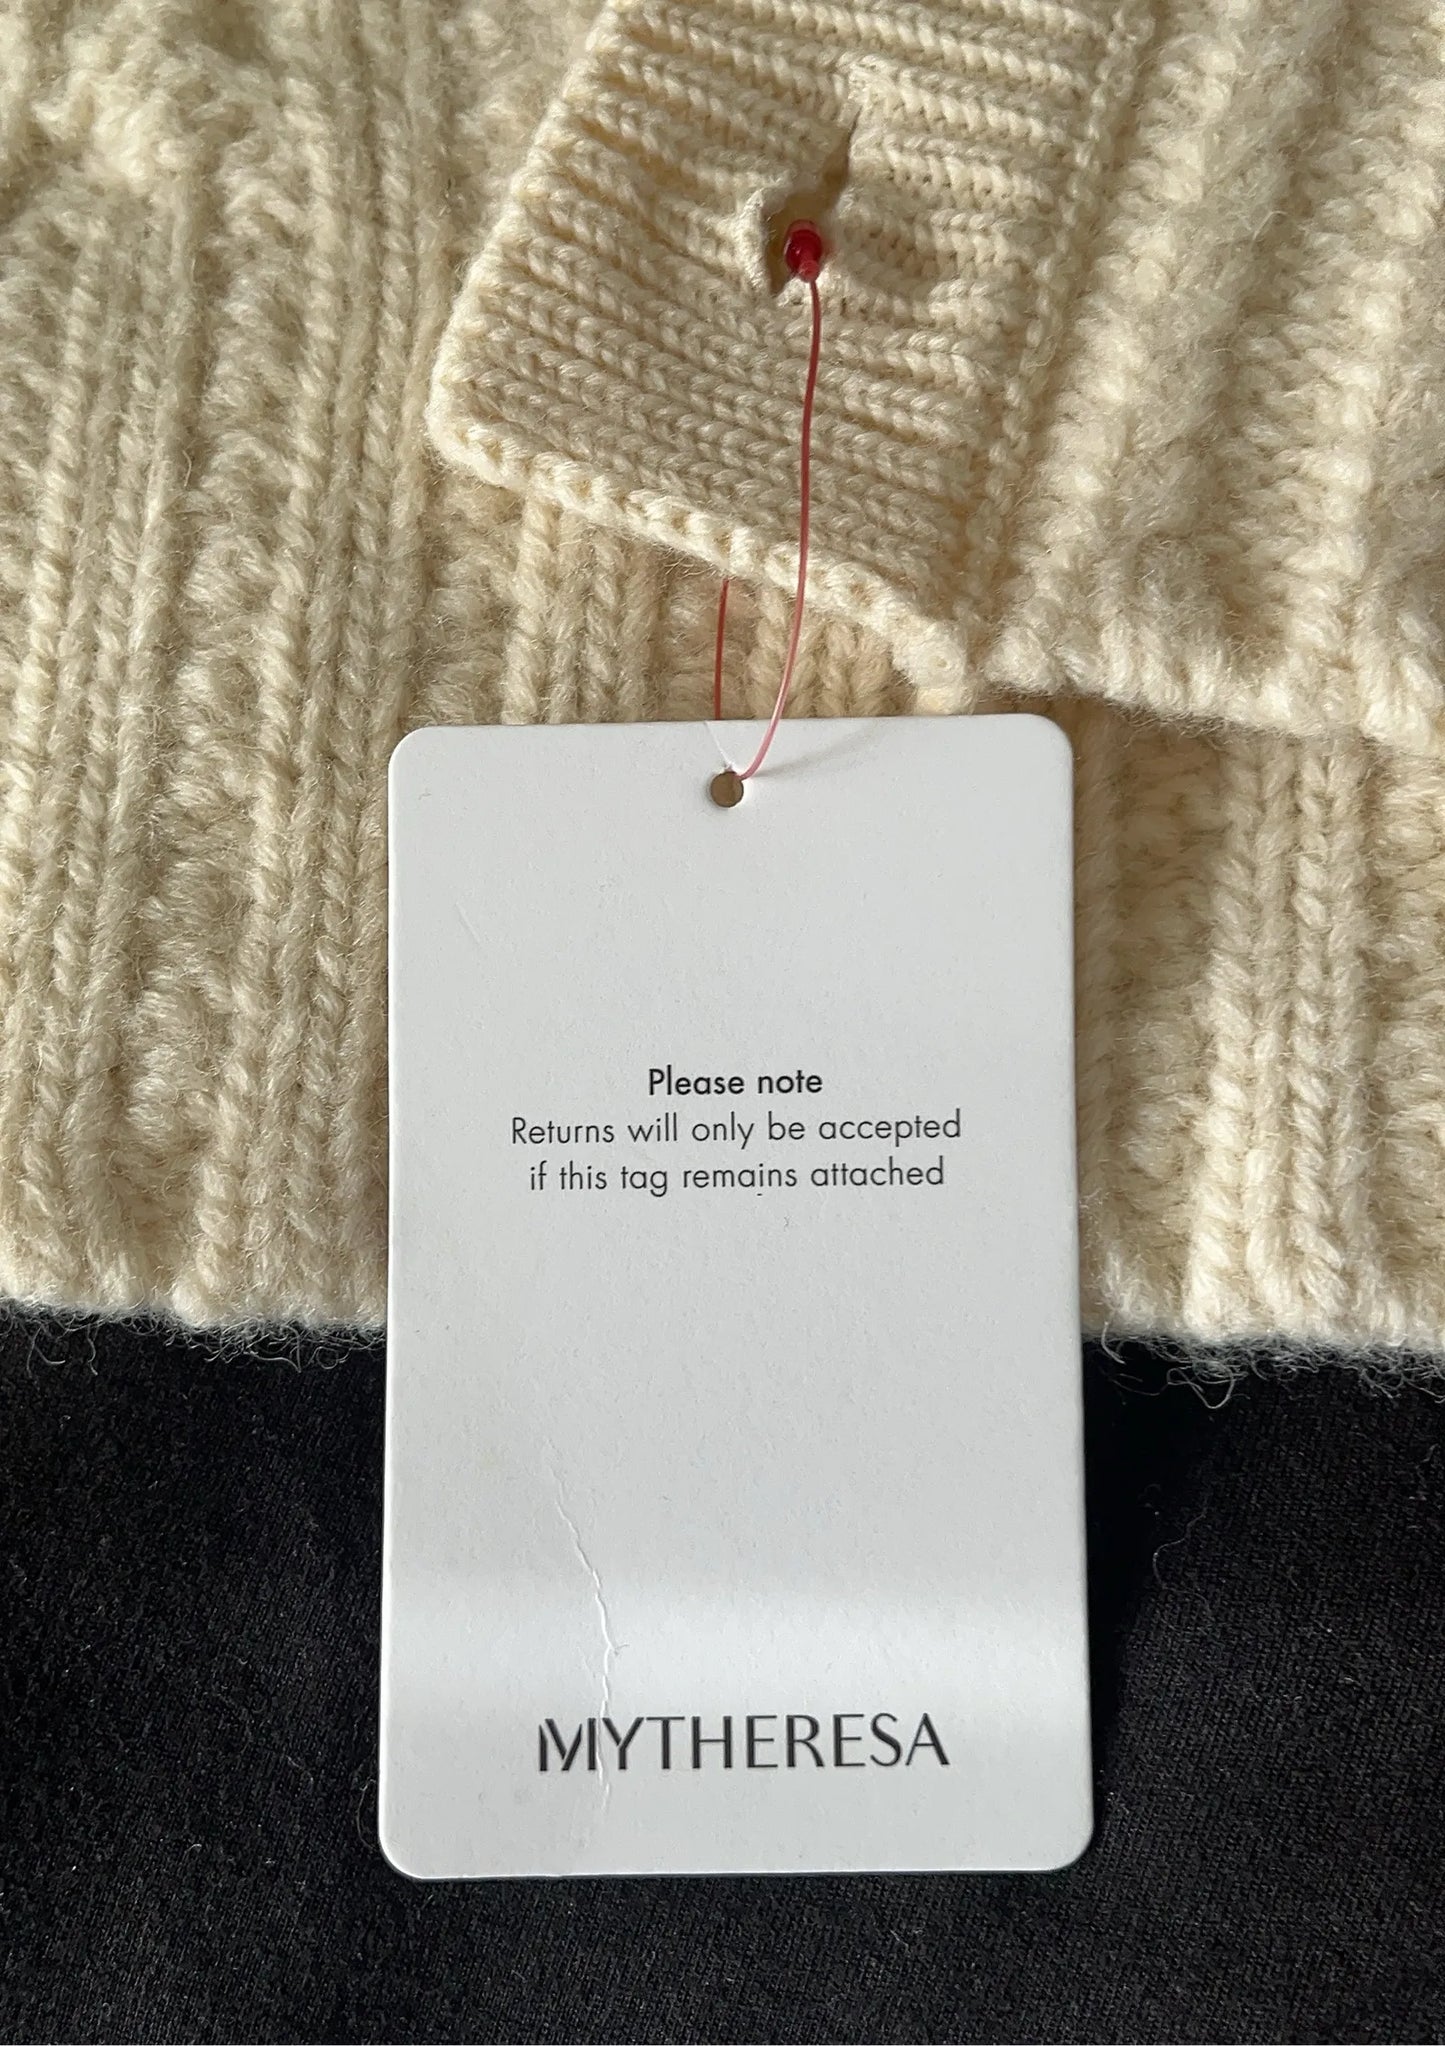 Please note
Returns will only be accepted
if this tag remains attached
MYTHERESA